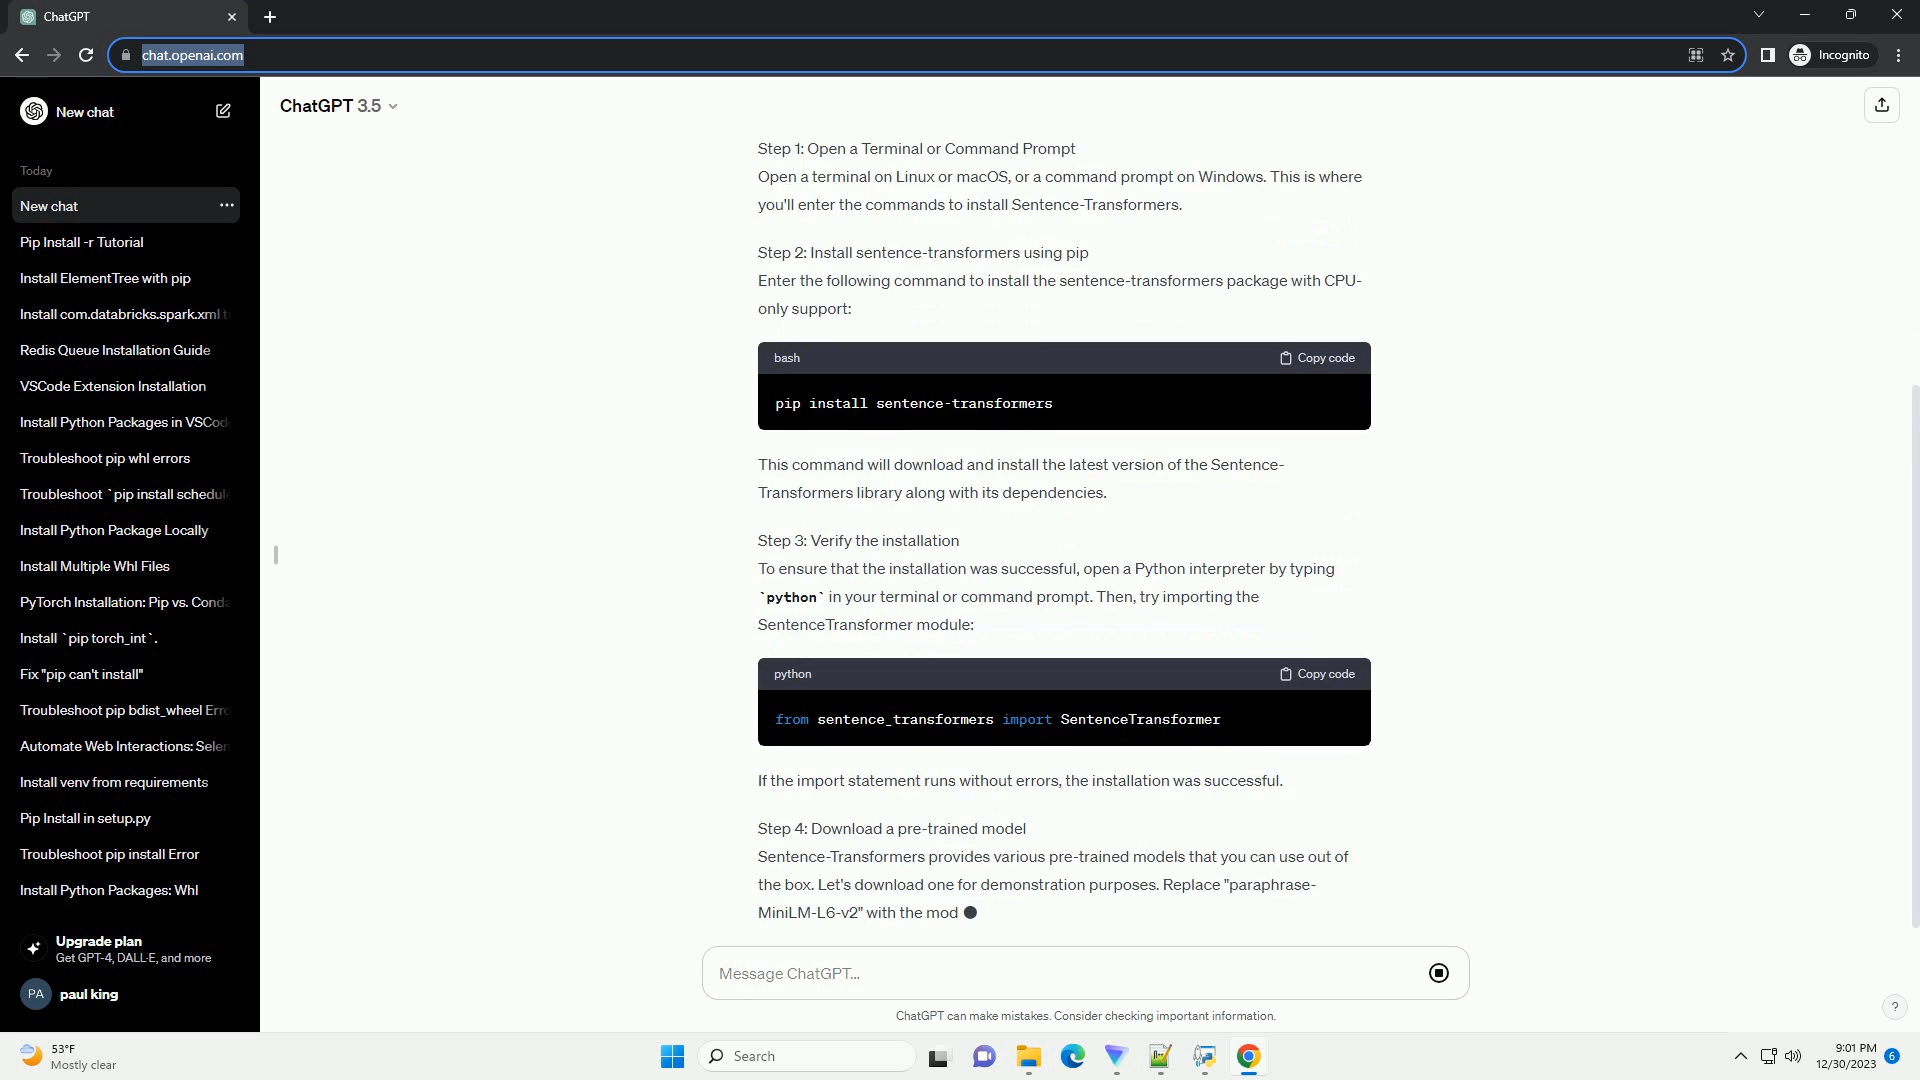 ChatGPT
chat.openai.com
Incognito
New chat
Today
New chat
Pip Install -r Tutorial
Install ElementTree with pip
Install com.databricks.spark.xml t
Redis Queue Installation Guide
VSCode Extension Installation
Install Python Packages in VSCod
Troubleshoot pip whl errors
Troubleshoot `pip install schedul
Install Python Package Locally
Install Multiple Whl Files
PyTorch Installation: Pip vs. Conda
Install `pip torch_int`.
Fix "pip can't install"
Troubleshoot pip bdist_wheel Erro
Automate Web Interactions: Selen
Install venv from requirements
Pip Install in setup.py
Troubleshoot pip install Error
Install Python Packages: Whl
Upgrade plan
Get GPT-4, DALL·E, and more
PA paul king
ChatGPT 3.5
Step 1: Open a Terminal or Command Prompt
Open a terminal on Linux or macOS, or a command prompt on Windows. This is where
you'll enter the commands to install Sentence-Transformers.
Step 2: Install sentence-transformers using pip
Enter the following command to install the sentence-transformers package with CPU-
only support:
bash Copy code
pip install sentence-transformers
This command will download and install the latest version of the Sentence-
Transformers library along with its dependencies.
Step 3: Verify the installation
To ensure that the installation was successful, open a Python interpreter by typing
`python` in your terminal or command prompt. Then, try importing the
SentenceTransformer module:
python Copy code
from sentence_transformers import SentenceTransformer
If the import statement runs without errors, the installation was successful.
Step 4: Download a pre-trained model
Sentence-Transformers provides various pre-trained models that you can use out of
the box. Let's download one for demonstration purposes. Replace "paraphrase-
MiniLM-L6-v2" with the mod
Message ChatGPT...
ChatGPT can make mistakes. Consider checking important information.
?
53°F
Mostly clear
Search
9:01 PM
12/30/2023
6